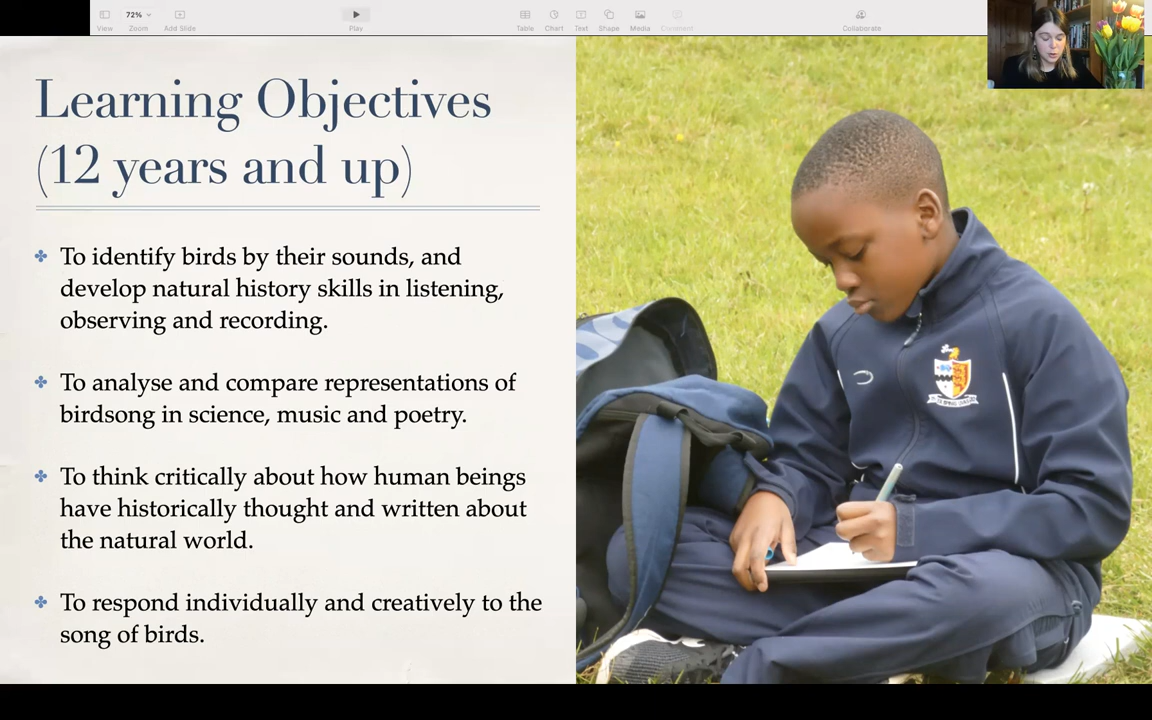 72%
View
Zoom
Add Slide
Play
Table
Chart
Text
Shape
Media
Comment
Collaborate
Learning Objectives
(12 years and up)
To identify birds by their sounds, and
develop natural history skills in listening,
observing and recording.
To analyse and compare representations of
birdsong in science, music and poetry.
To think critically about how human beings
have historically thought and written about
the natural world.
To respond individually and creatively to the
song of birds.